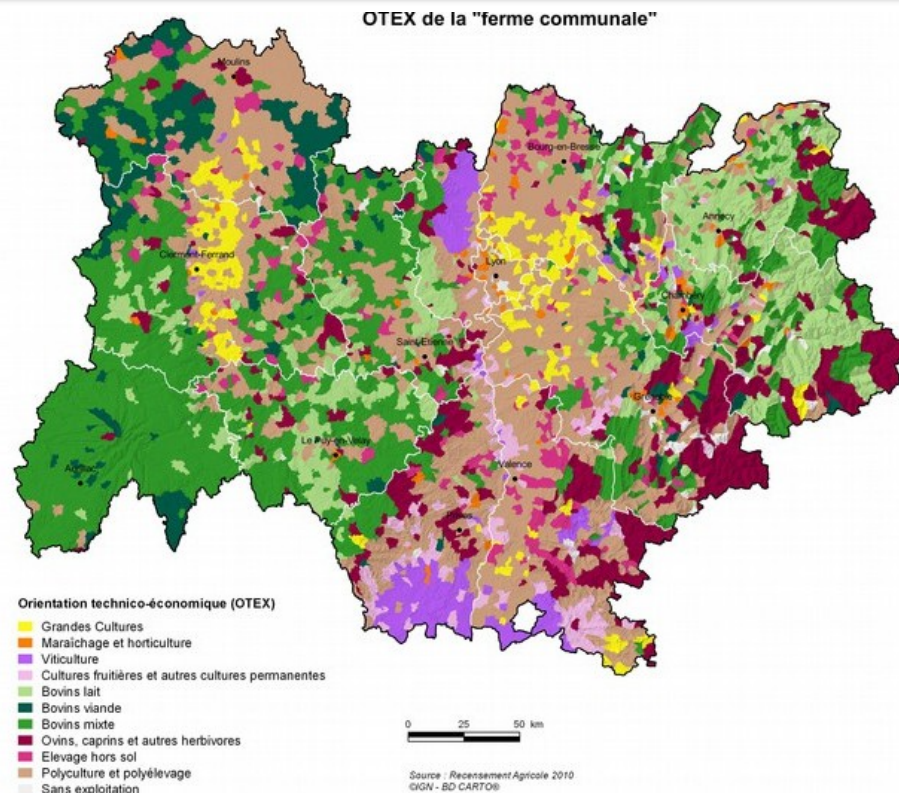 OTEX de la "ferme communale"
Moulins
Bourg-en-Bresse
Annecy
Clermont-Ferrand
Lyon
Chambéry
Saint-Etienne
Grenoble
Le Puy-en-Velay
Aurillac
Valence
Privas
Orientation technico-économique (OTEX)
Grandes Cultures
Maraîchage et horticulture
Viticulture
Cultures fruitières et autres cultures permanentes
Bovins lait
Bovins viande
Bovins mixte
Ovins, caprins et autres herbivores
Elevage hors sol
Polyculture et polyélevage
Sans exploitation
0 25 50 km
Source : Recensement Agricole 2010
©IGN - BD CARTO®